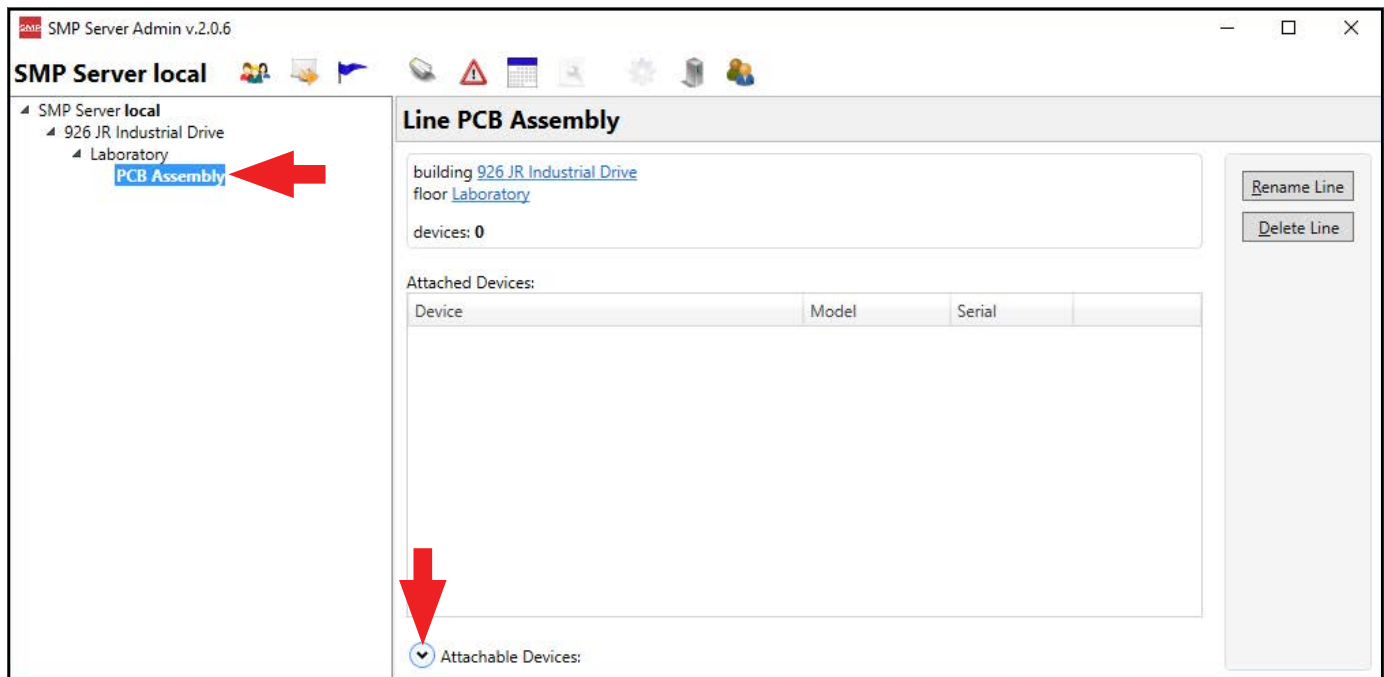 SMP SMP Server Admin v.2.0.6
SMP Server local
SMP Server local
926 JR Industrial Drive
Laboratory
PCB Assembly
Line PCB Assembly
building 926 JR Industrial Drive
floor Laboratory
devices: 0
Rename Line
Delete Line
Attached Devices:
Device Model Serial
Attachable Devices: